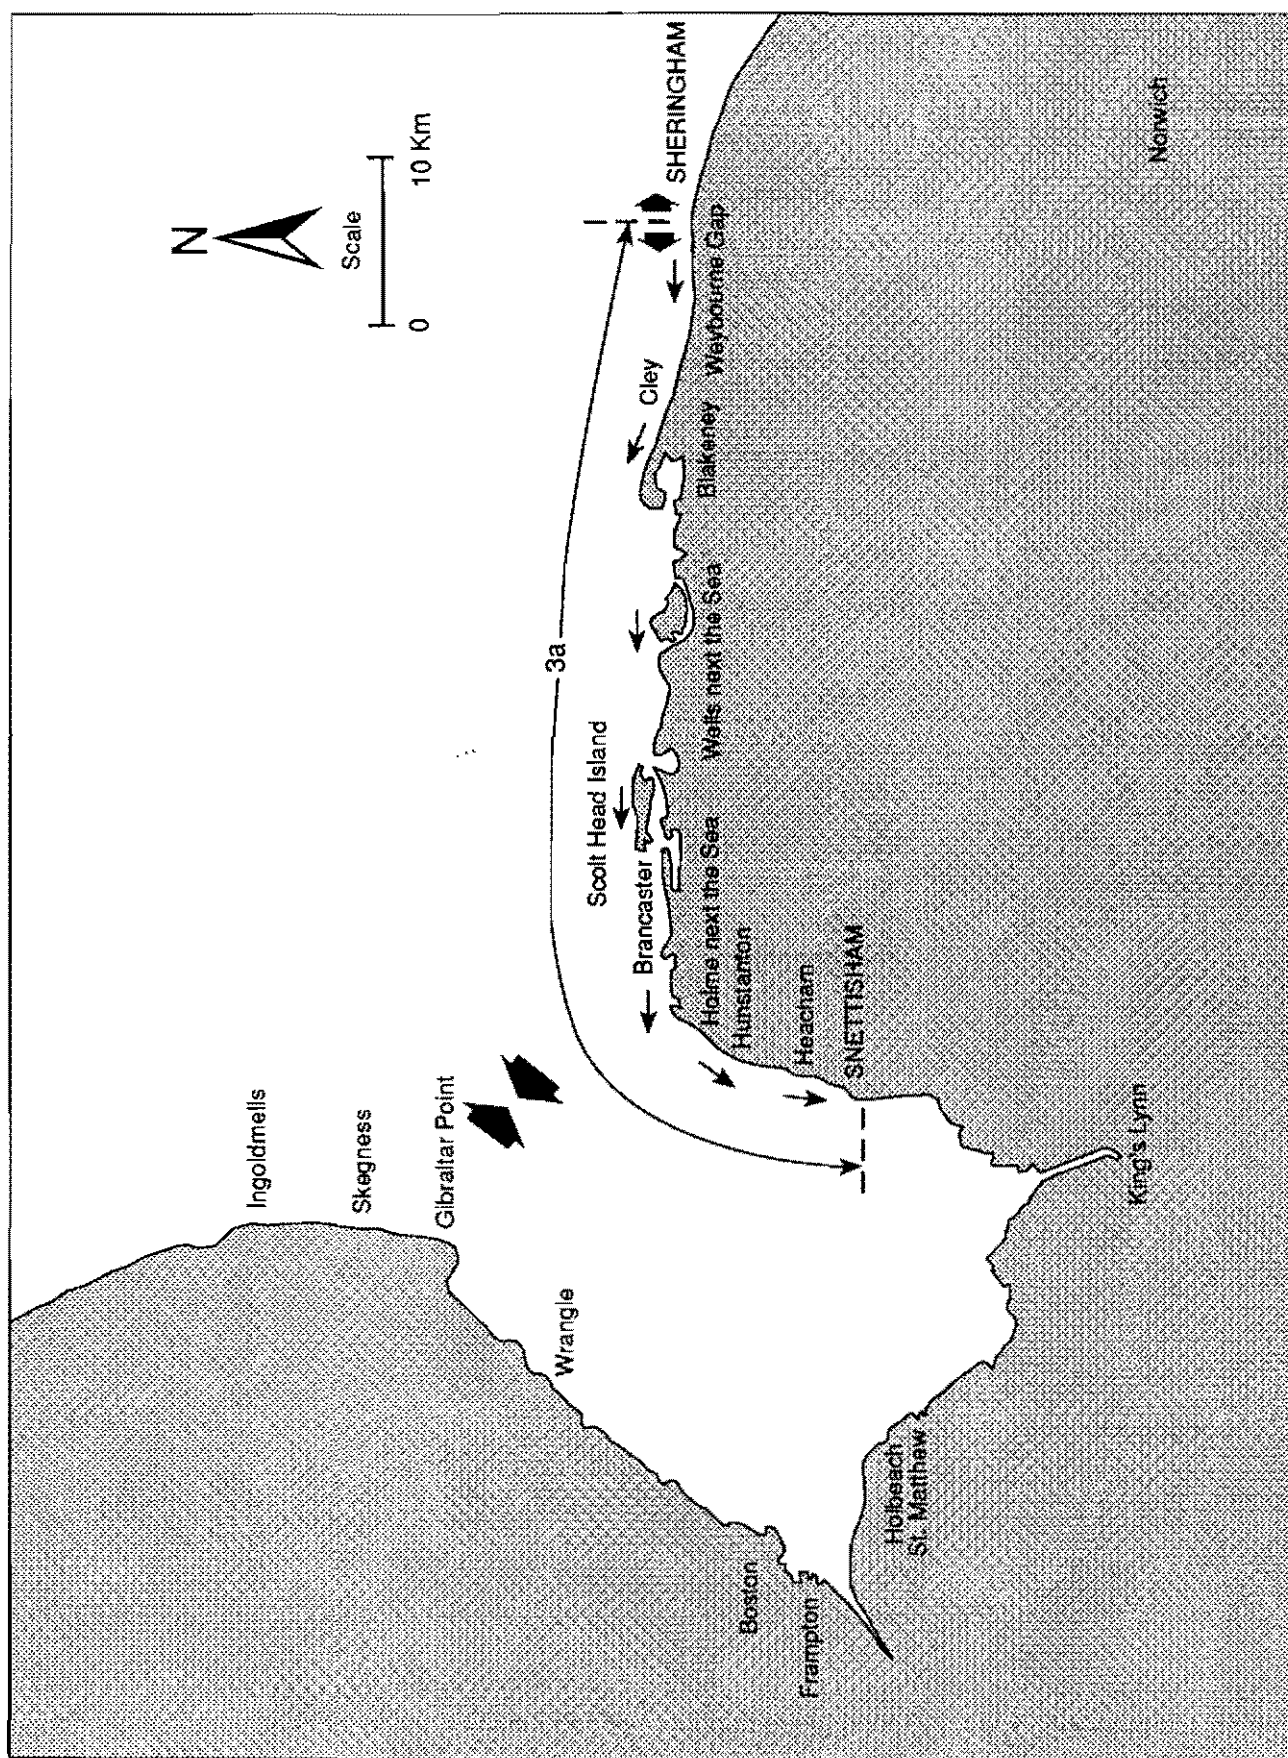 N
Scale
0
10 Km
Ingoldmells
Skegness
Gibraltar Point
Wrangle
Boston
Frampton
Holbeach
St. Matthew
King's Lynn
3a
Scolt Head Island
Brancaster
Cley
SHERINGHAM
Holme next the Sea
Hunstanton
Heacham
SNETTISHAM
Wells next the Sea
Blakeney
Weybourne Gap
Norwich